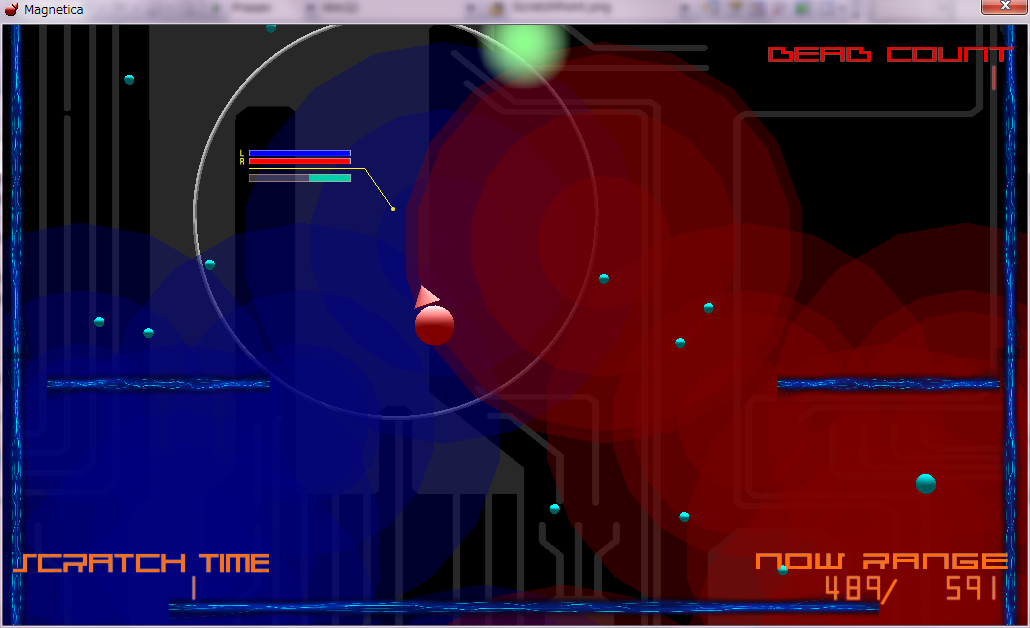 Magnetica
DEAD COUNT
1
L
R
SCRATCH TIME
1
NOW RANGE
489/ 591